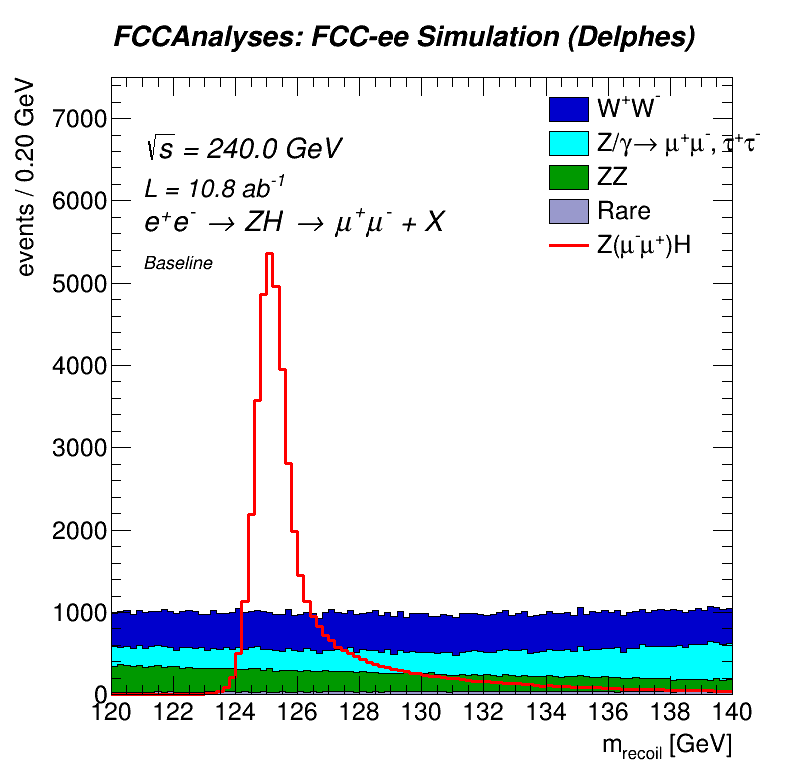 FCCAnalyses: FCC-ee Simulation (Delphes)
events / 0.20 GeV
7000
6000
5000
4000
3000
2000
1000
0
√s = 240.0 GeV
L = 10.8 ab⁻¹
e⁺e⁻ → ZH → μ⁺μ⁻ + X
Baseline
W⁺W⁻
Z/γ→ μ⁺μ⁻, τ⁺τ⁻
ZZ
Rare
Z(μ⁻μ⁺)H
120 122 124 126 128 130 132 134 136 138 140
m_recoil [GeV]